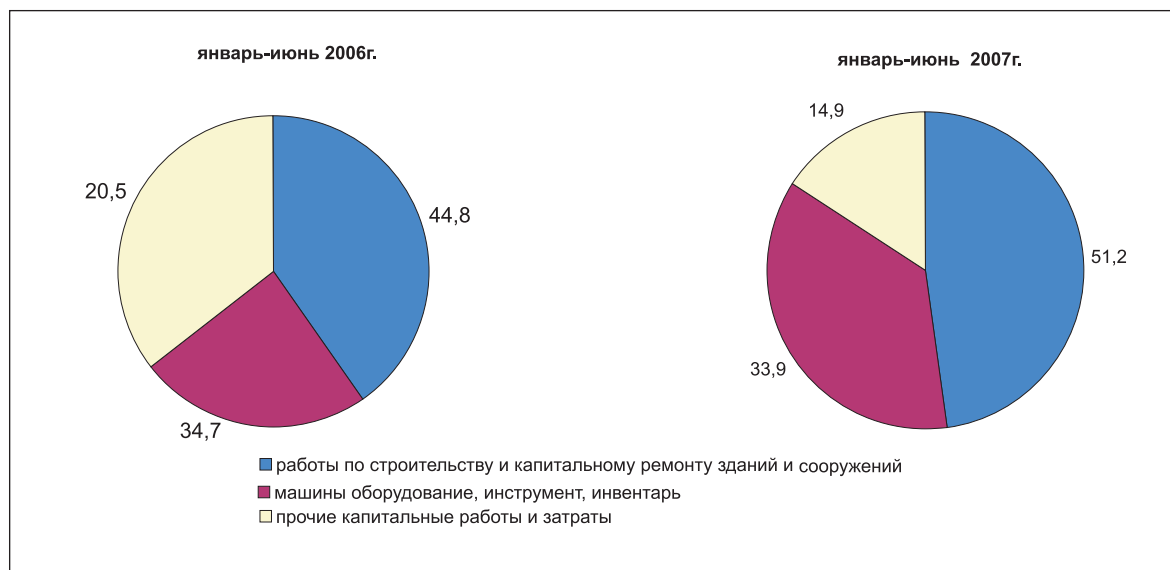 январь-июнь 2006г.
20,5
44,8
34,7
январь-июнь 2007г.
14,9
51,2
33,9
работы по строительству и капитальному ремонту зданий и сооружений
машины оборудование, инструмент, инвентарь
прочие капитальные работы и затраты